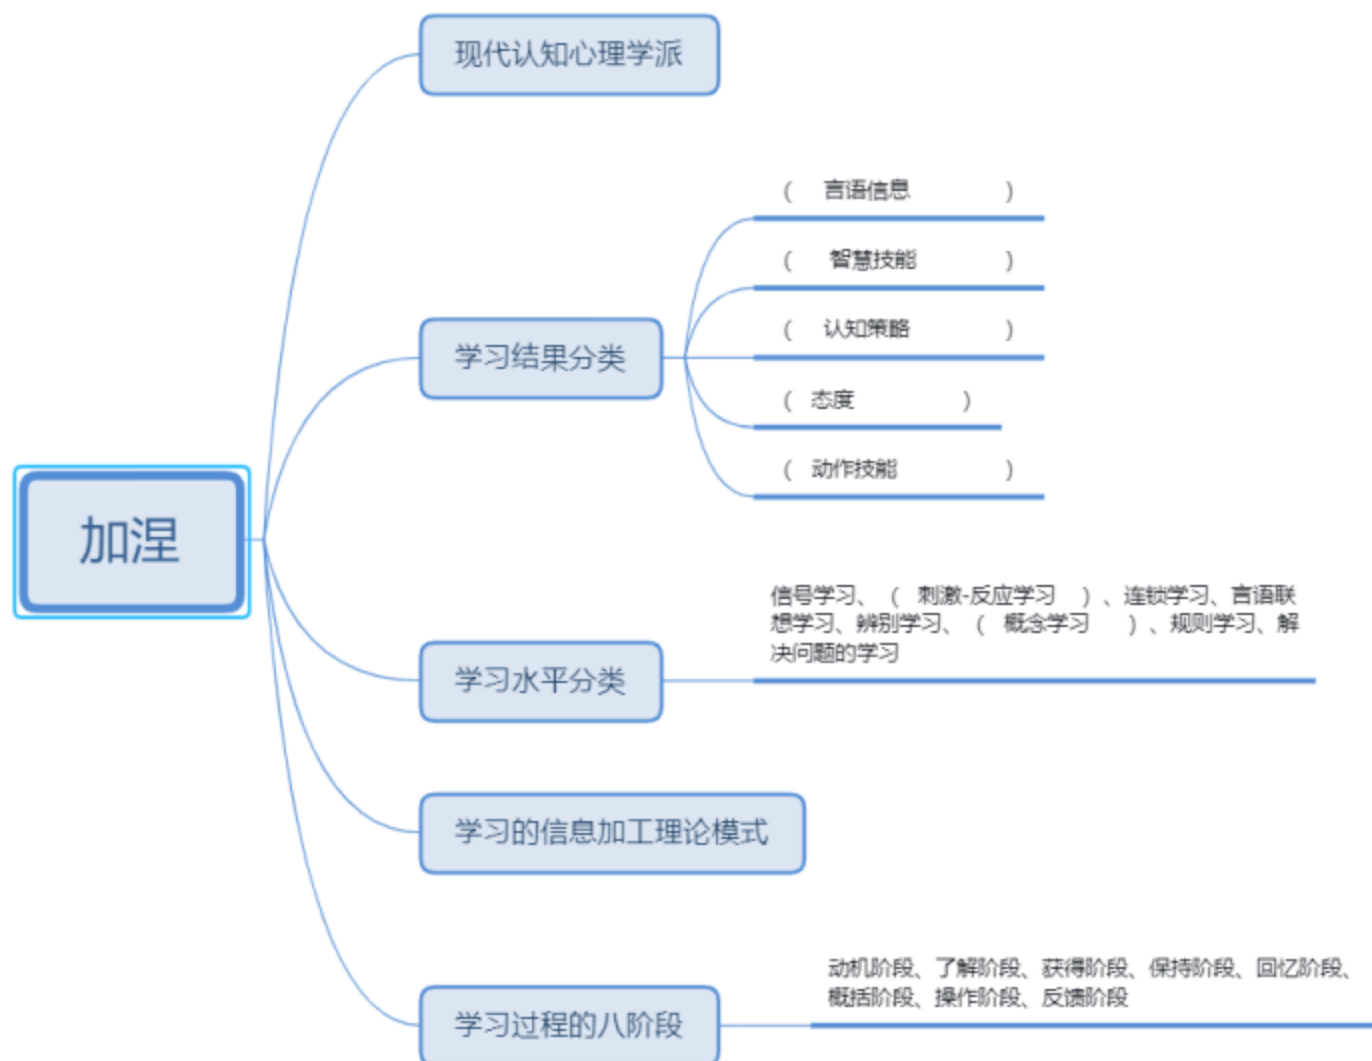 现代认知心理学派
（ 言语信息 ）
（ 智慧技能 ）
（ 认知策略 ）
学习结果分类
（ 态度 ）
（ 动作技能 ）
加涅
信号学习、（ 刺激-反应学习 ）、连锁学习、言语联
想学习、辨别学习、（ 概念学习 ）、规则学习、解
决问题的学习
学习水平分类
学习的信息加工理论模式
动机阶段、了解阶段、获得阶段、保持阶段、回忆阶段、
概括阶段、操作阶段、反馈阶段
学习过程的八阶段